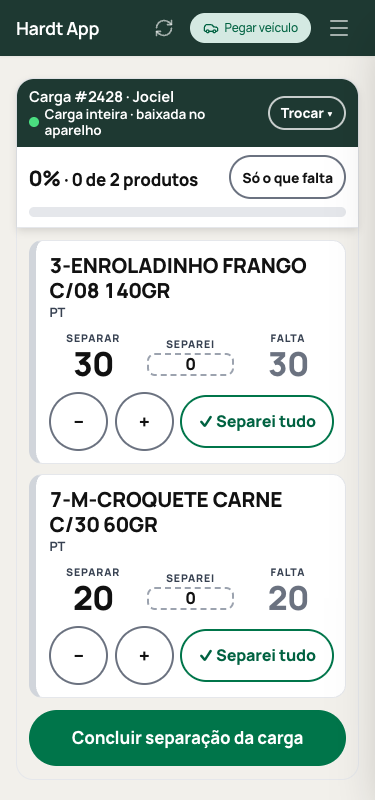 Hardt App
Pegar veículo
Carga #2428 · Jociel
Carga inteira · baixada no
aparelho
Trocar ▾
0% · 0 de 2 produtos
Só o que falta
3-ENROLADINHO FRANGO
C/08 140GR
PT
SEPARAR
SEPAREI
FALTA
30
0
30
−
+
✓ Separei tudo
7-M-CROQUETE CARNE
C/30 60GR
PT
SEPARAR
SEPAREI
FALTA
20
0
20
−
+
✓ Separei tudo
Concluir separação da carga